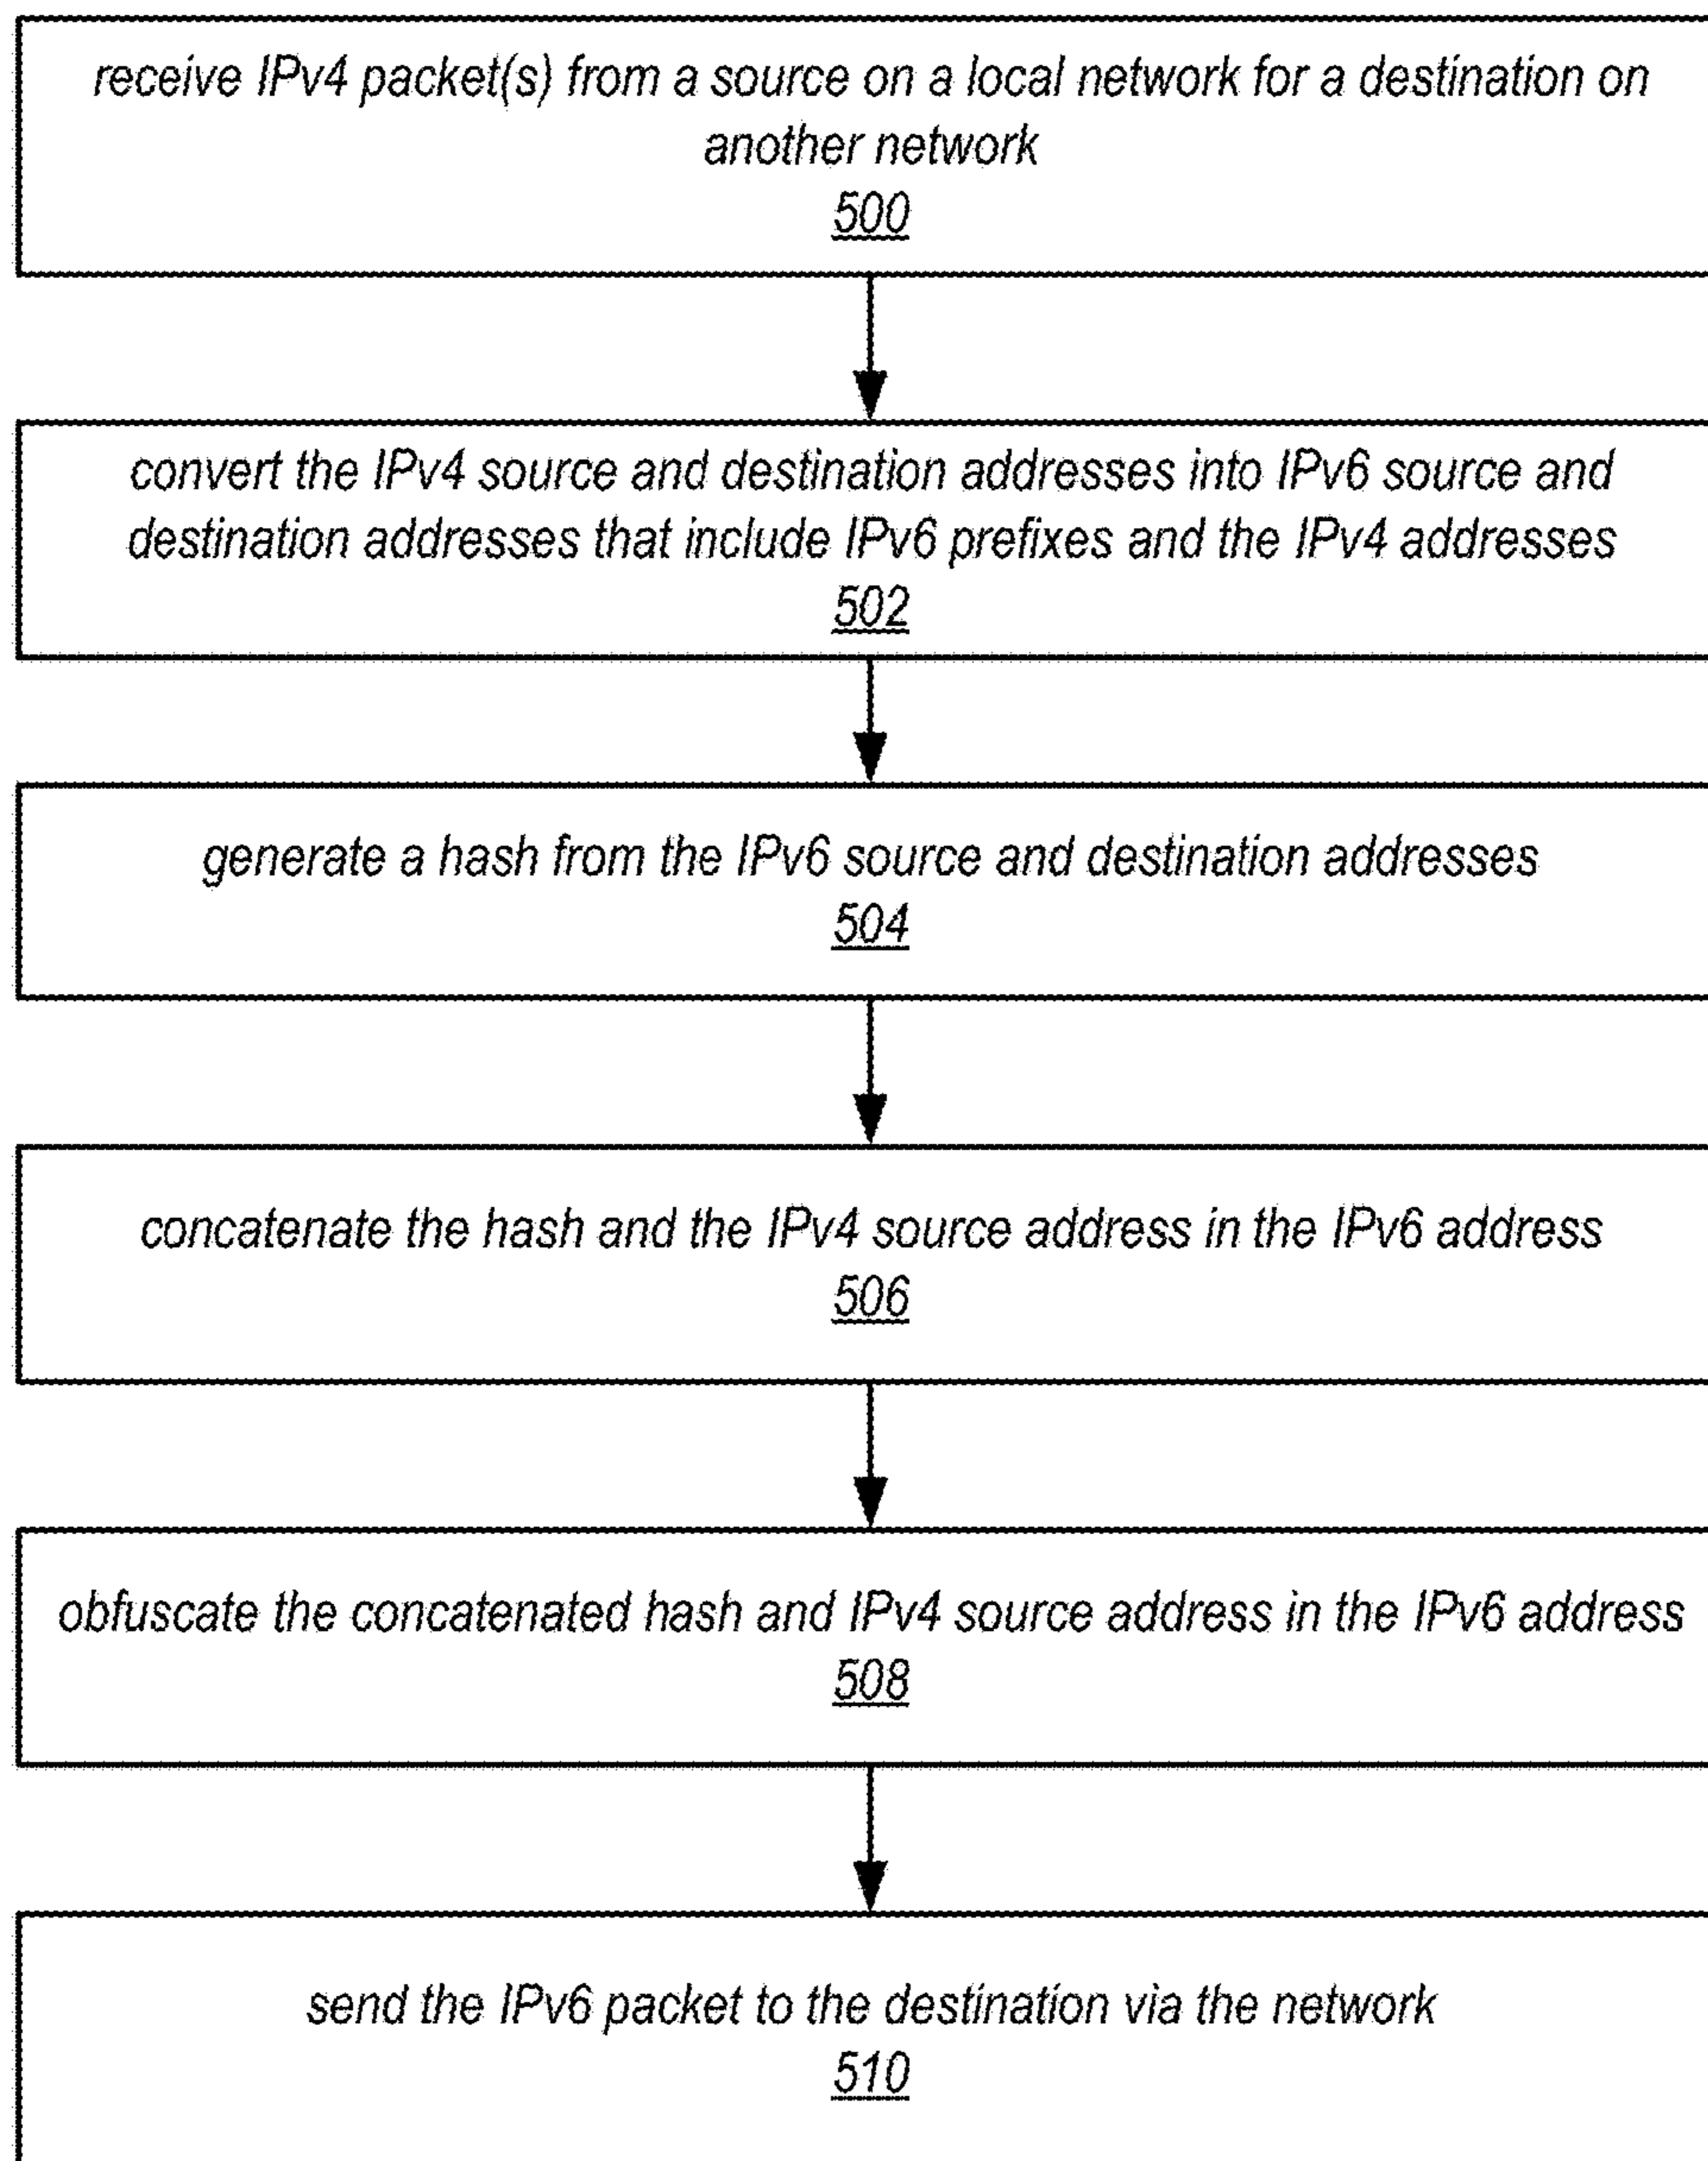 receive IPv4 packet(s) from a source on a local network for a destination on
another network
500
convert the IPv4 source and destination addresses into IPv6 source and
destination addresses that include IPv6 prefixes and the IPv4 addresses
502
generate a hash from the IPv6 source and destination addresses
504
concatenate the hash and the IPv4 source address in the IPv6 address
506
obfuscate the concatenated hash and IPv4 source address in the IPv6 address
508
send the IPv6 packet to the destination via the network
510